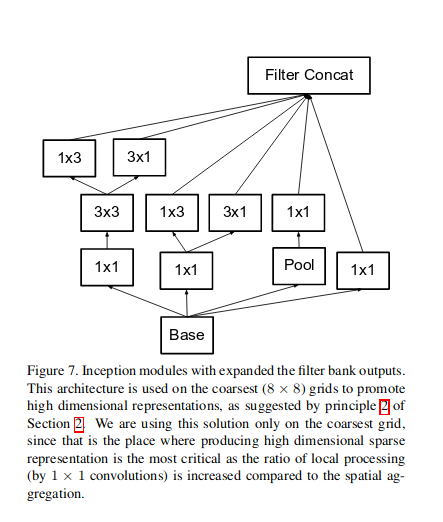 Filter Concat
1x3
3x1
3x3
1x3
3x1
1x1
1x1
1x1
Pool
1x1
Base
Figure 7. Inception modules with expanded the filter bank outputs.
This architecture is used on the coarsest (8 × 8) grids to promote
high dimensional representations, as suggested by principle 2 of
Section 2. We are using this solution only on the coarsest grid,
since that is the place where producing high dimensional sparse
representation is the most critical as the ratio of local processing
(by 1 × 1 convolutions) is increased compared to the spatial ag-
gregation.